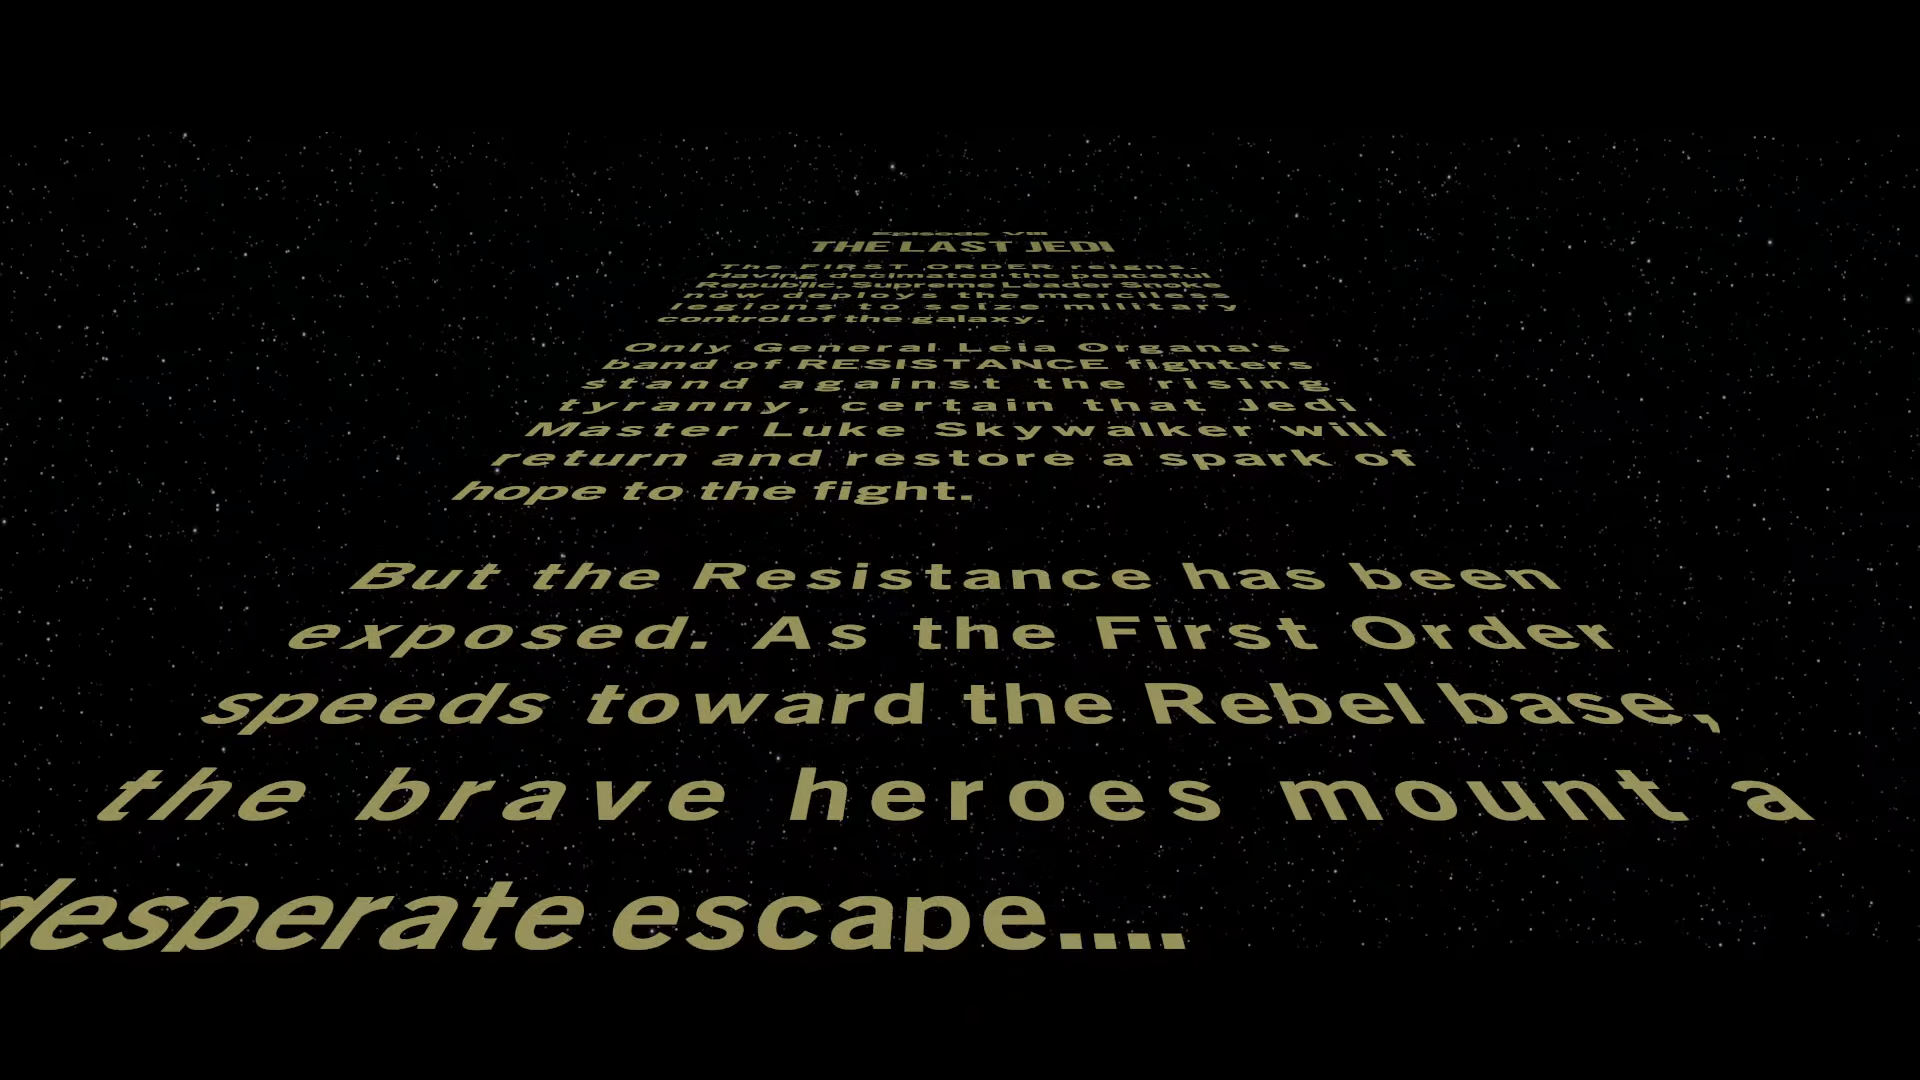 Episode VIII
THE LAST JEDI
The FIRST ORDER reigns.
Having decimated the peaceful
Republic, Supreme Leader Snoke
now deploys the merciless
legions to seize military
control of the galaxy.
Only General Leia Organa's
band of RESISTANCE fighters
stand against the rising
tyranny, certain that Jedi
Master Luke Skywalker will
return and restore a spark of
hope to the fight.
But the Resistance has been
exposed. As the First Order
speeds toward the Rebel base,
the brave heroes mount a
desperate escape....